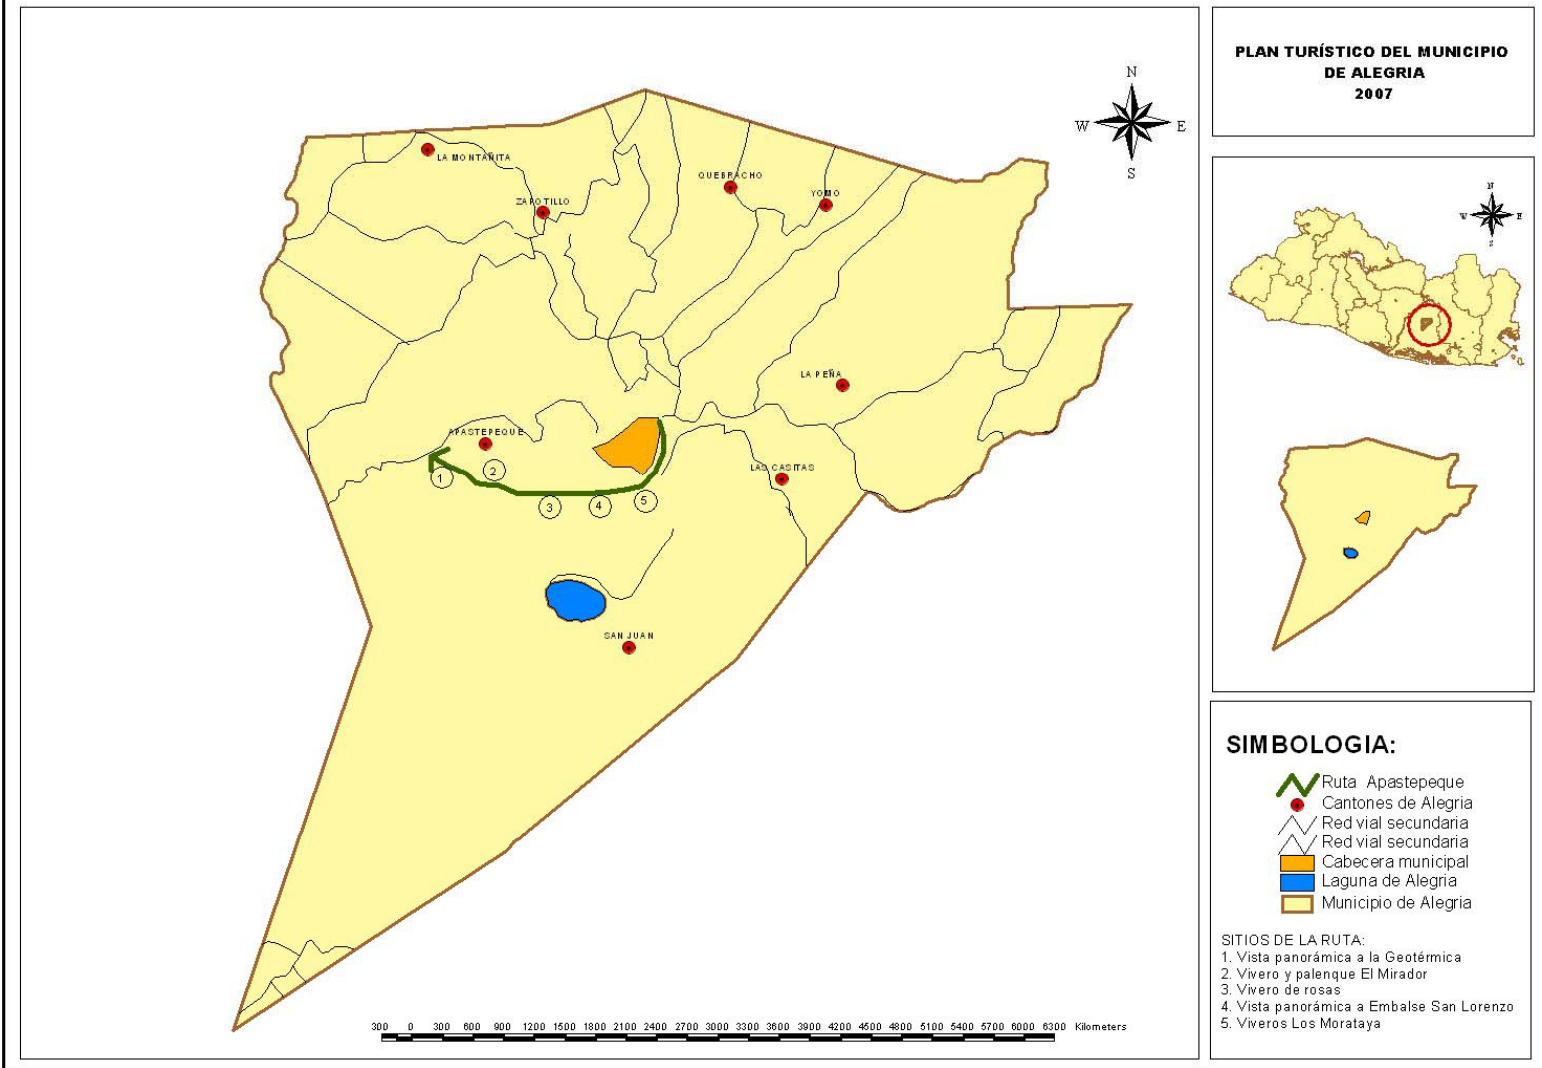 PLAN TURÍSTICO DEL MUNICIPIO
DE ALEGRIA
2007
N
W E
S
LA MONTAÑITA
ZAPOTILLO
QUEBRACHO
YOMO
LA PEÑA
APASTEPEQUE
LAS CASITAS
1
2
3
4
5
SAN JUAN
300 0 300 600 900 1200 1500 1800 2100 2400 2700 3000 3300 3600 3900 4200 4500 4800 5100 5400 5700 6000 6300 Kilometers
N
W E
S
SIMBOLOGIA:
Ruta Apastepeque
Cantones de Alegria
Red vial secundaria
Red vial secundaria
Cabecera municipal
Laguna de Alegria
Municipio de Alegria
SITIOS DE LA RUTA:
1. Vista panorámica a la Geotérmica
2. Vivero y palenque El Mirador
3. Vivero de rosas
4. Vista panorámica a Embalse San Lorenzo
5. Viveros Los Morataya